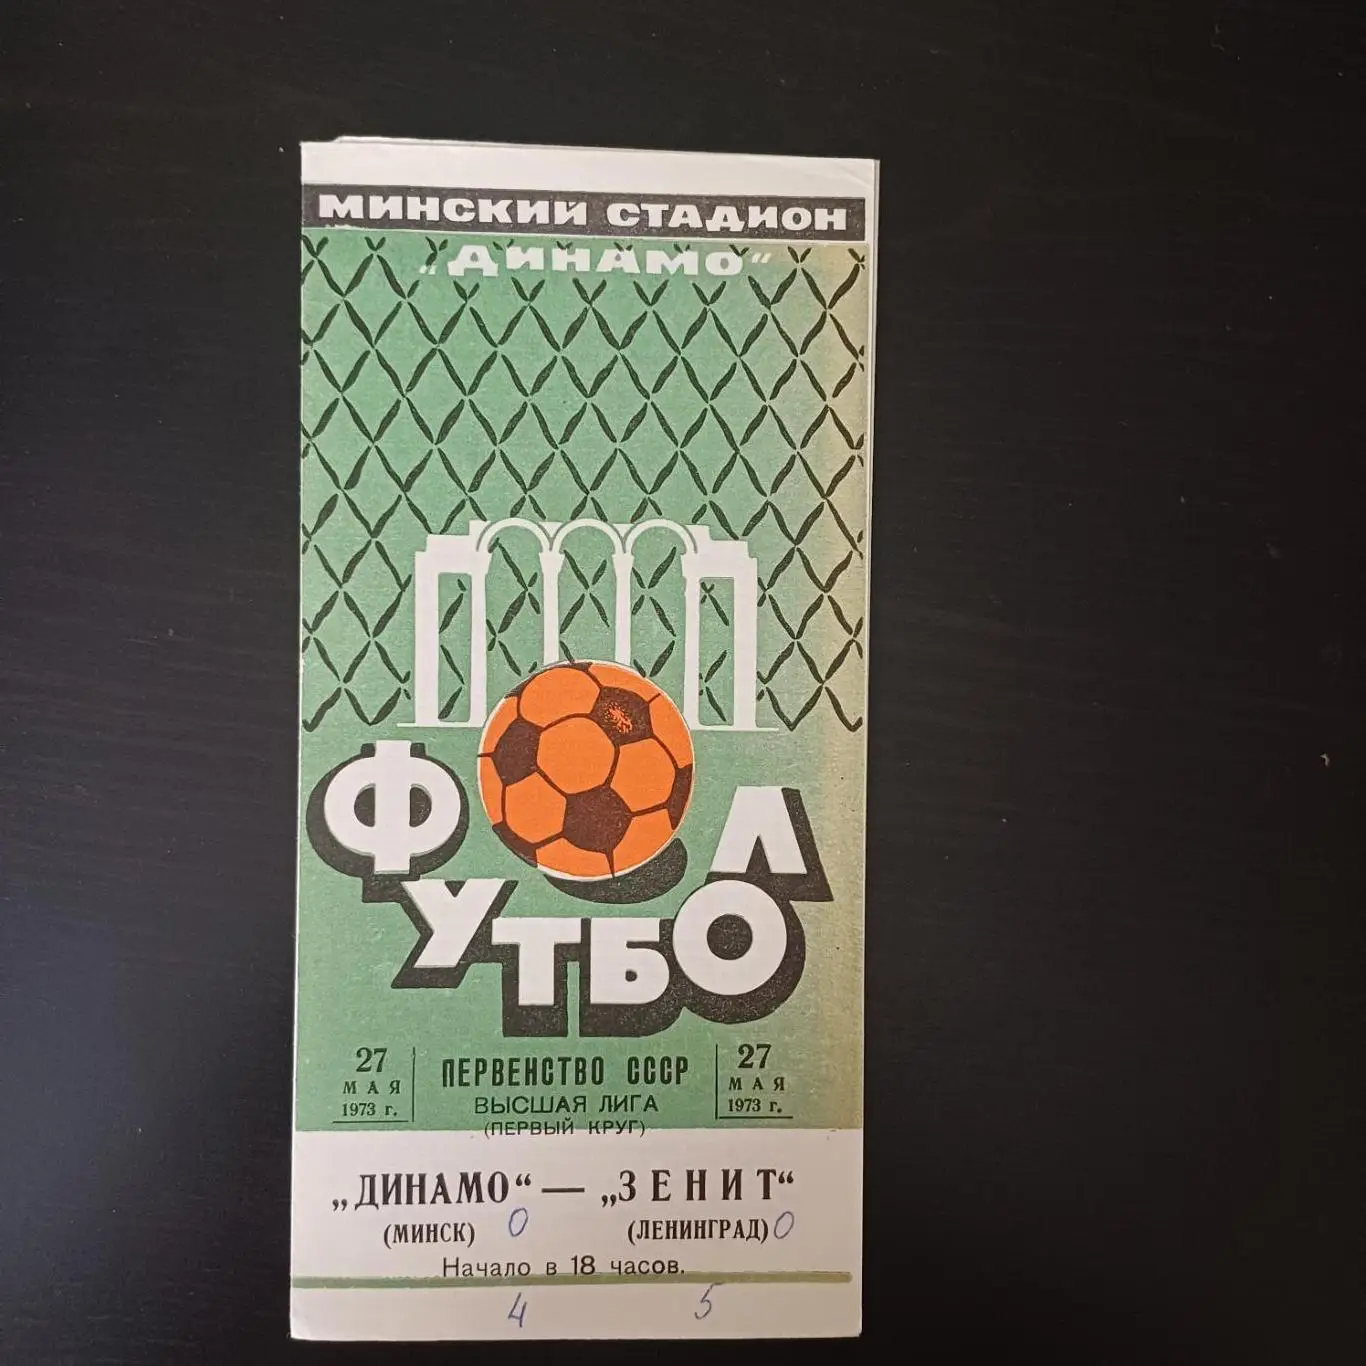 МИНСКИЙ СТАДИОН
„ДИНАМО“
ФУТБОЛ
27
МАЯ
1973 г.
ПЕРВЕНСТВО СССР
ВЫСШАЯ ЛИГА
(ПЕРВЫЙ КРУГ)
27
МАЯ
1973 г.
„ДИНАМО“ — „ЗЕНИТ“
(МИНСК) 0 (ЛЕНИНГРАД) 0
Начало в 18 часов.
4 5